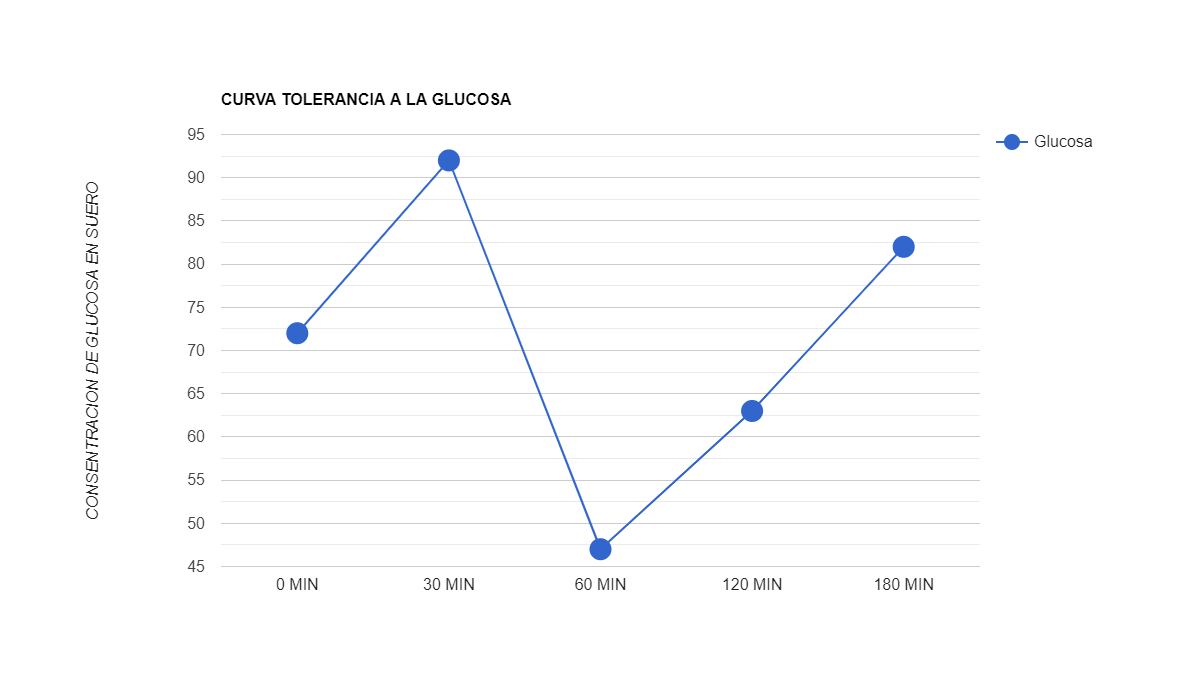 CURVA TOLERANCIA A LA GLUCOSA
CONSENTRACION DE GLUCOSA EN SUERO
95
90
85
80
75
70
65
60
55
50
45
0 MIN
30 MIN
60 MIN
120 MIN
180 MIN
Glucosa